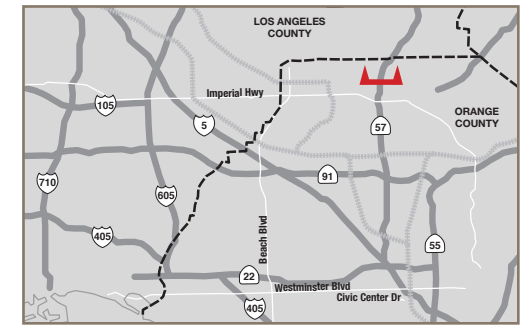 LOS ANGELES
COUNTY
Imperial Hwy
105
5
57
ORANGE
COUNTY
710
605
91
405
Beach Blvd
55
22
Westminster Blvd
Civic Center Dr
405